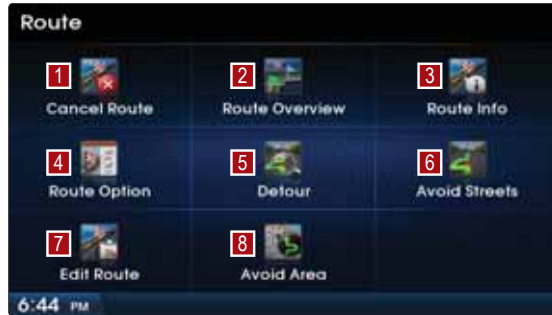 Route
1 2 3
Cancel Route Route Overview Route Info
4 5 6
Route Option Detour Avoid Streets
7 8
Edit Route Avoid Area
6:44 PM